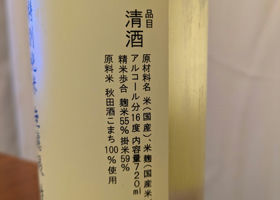 品目
清酒
原材料名 米(国産)、米麹(国産米)
アルコール分16度 内容量720ml
精米歩合 麹米55% 掛米59%
原料米 秋田酒こまち100%使用